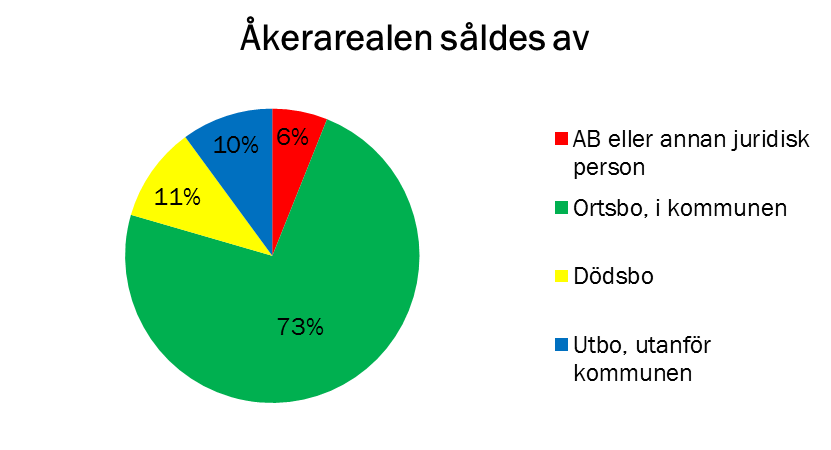 Åkerarealen såldes av
6%
10%
11%
73%
AB eller annan juridisk
person
Ortsbo, i kommunen
Dödsbo
Utbo, utanför
kommunen